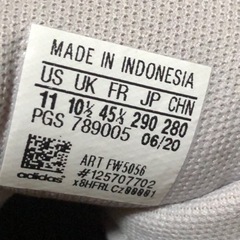 MADE IN INDONESIA
US UK FR JP CHN
11 10½ 45⅓ 290 280
PGS 789005 06/20
ART FW5056
#125707702
x8HFRLCz00001
adidas